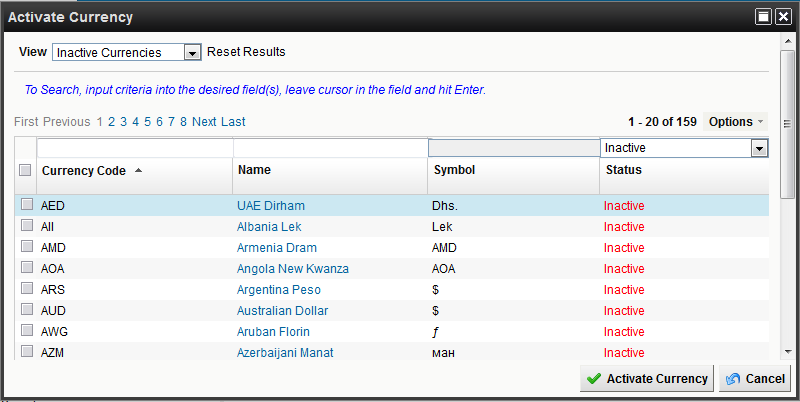 Activate Currency
View Inactive Currencies Reset Results
To Search, input criteria into the desired field(s), leave cursor in the field and hit Enter.
First Previous 1 2 3 4 5 6 7 8 Next Last 1 - 20 of 159 Options
Inactive
Currency Code Name Symbol Status
AED UAE Dirham Dhs. Inactive
All Albania Lek Lek Inactive
AMD Armenia Dram AMD Inactive
AOA Angola New Kwanza AOA Inactive
ARS Argentina Peso $ Inactive
AUD Australian Dollar $ Inactive
AWG Aruban Florin ƒ Inactive
AZM Azerbaijani Manat ман Inactive
Activate Currency Cancel